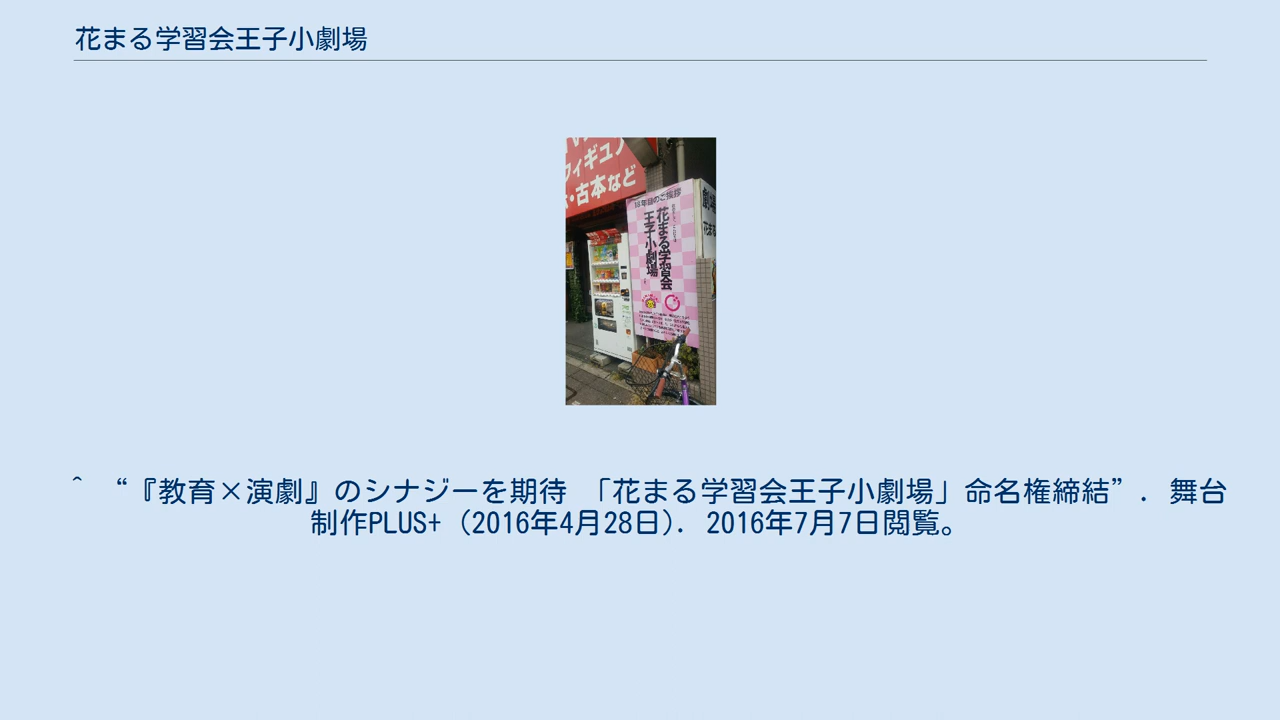 花まる学習会王子小劇場
フィギュア
・古本など
花まる学習会
王子小劇場
^ “『教育×演劇』のシナジーを期待 「花まる学習会王子小劇場」命名権締結”. 舞台
制作PLUS+ (2016年4月28日). 2016年7月7日閲覧。